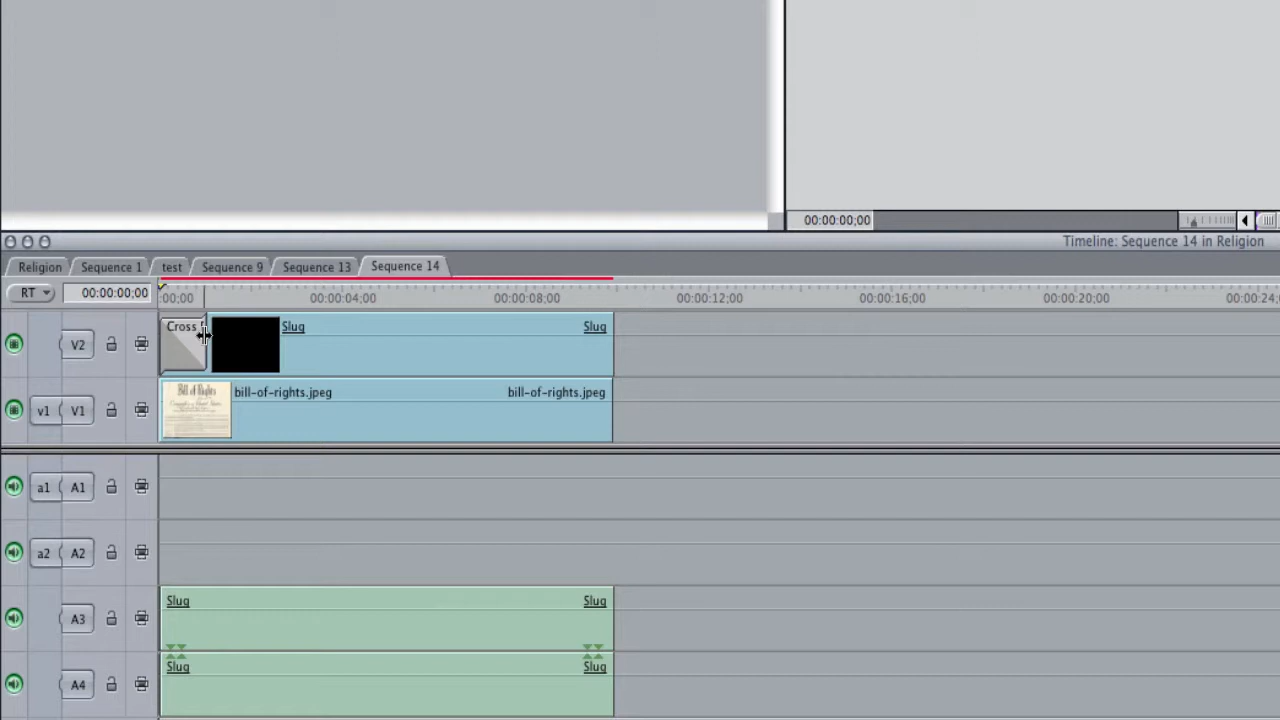 00:00:00;00
Timeline: Sequence 14 in Religion
Religion Sequence 1 test Sequence 9 Sequence 13 Sequence 14
RT 00:00:00;00 :00;00 00:00:04;00 00:00:08;00 00:00:12;00 00:00:16;00 00:00:20;00 00:00:24;
V2 Cross Slug Slug
v1 V1 Bill of Rights bill-of-rights.jpeg bill-of-rights.jpeg
a1 A1
a2 A2
A3 Slug Slug
A4 Slug Slug